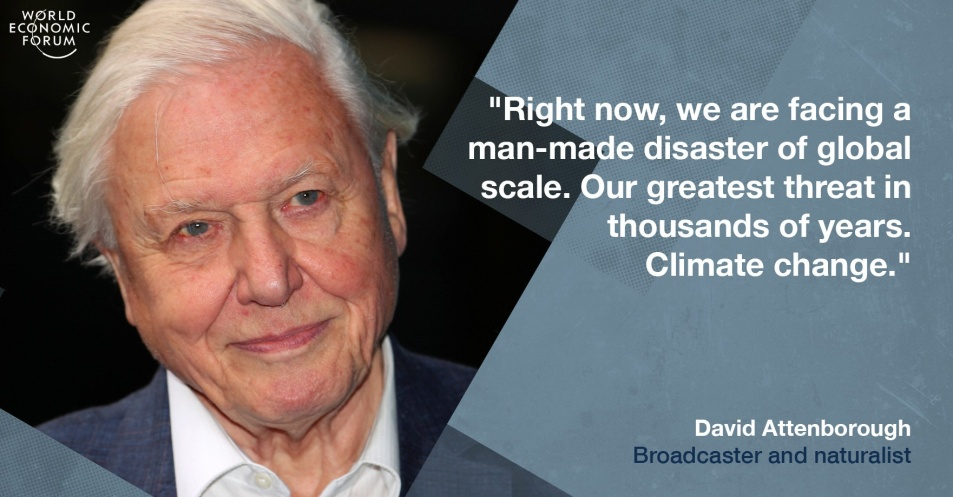 WORLD
ECONOMIC
FORUM
"Right now, we are facing a
man-made disaster of global
scale. Our greatest threat in
thousands of years.
Climate change."
David Attenborough
Broadcaster and naturalist